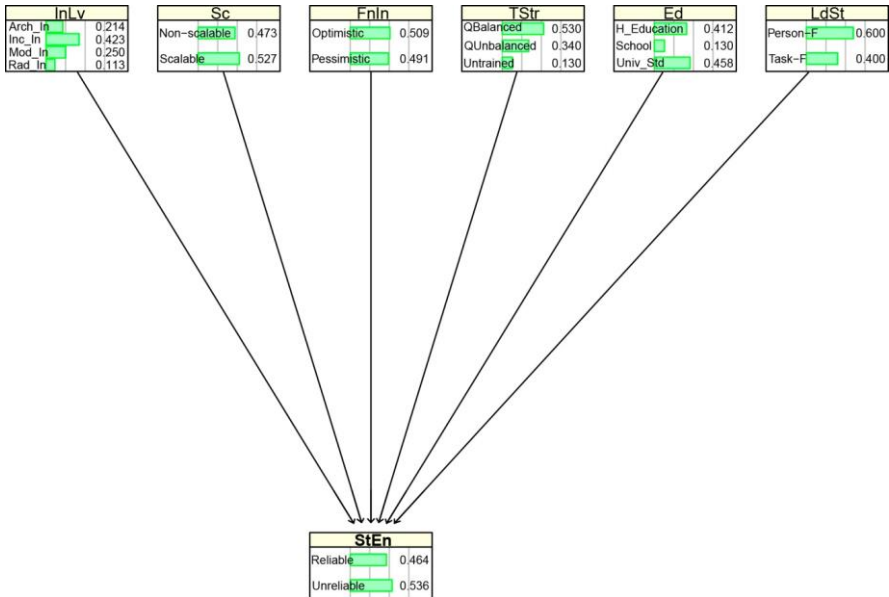 InLv
Arch_In 0.214
Inc_In 0.423
Mod_In 0.250
Rad_In 0.113
Sc
Non-scalable 0.473
Scalable 0.527
FnIn
Optimistic 0.509
Pessimistic 0.491
TStr
QBalanced 0.530
QUnbalanced 0.340
Untrained 0.130
Ed
H_Education 0.412
School 0.130
Univ_Std 0.458
LdSt
Person-F 0.600
Task-F 0.400
StEn
Reliable 0.464
Unreliable 0.536